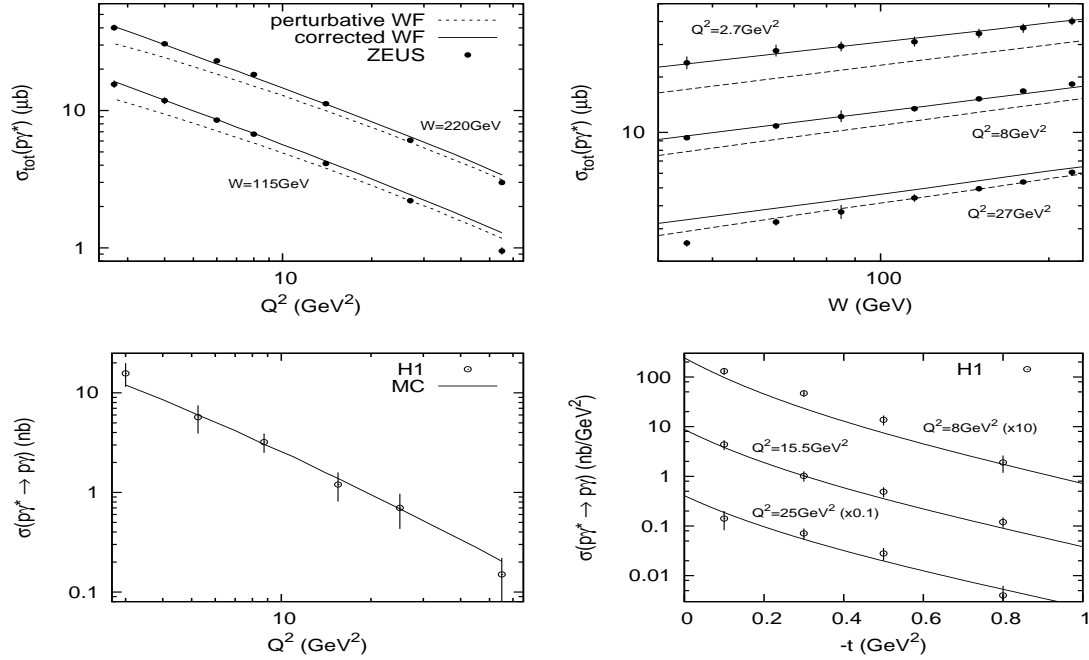 perturbative WF
corrected WF
ZEUS
10
1
W=220GeV
W=115GeV
σtot(pγ*) (μb)
10
Q² (GeV²)
Q²=2.7GeV²
Q²=8GeV²
Q²=27GeV²
10
σtot(pγ*) (μb)
100
W (GeV)
H1
MC
10
1
0.1
σ(pγ* → pγ) (nb)
10
Q² (GeV²)
H1
100
10
1
0.1
0.01
Q²=8GeV² (x10)
Q²=15.5GeV²
Q²=25GeV² (x0.1)
σ(pγ* → pγ) (nb/GeV²)
0 0.2 0.4 0.6 0.8 1
-t (GeV²)